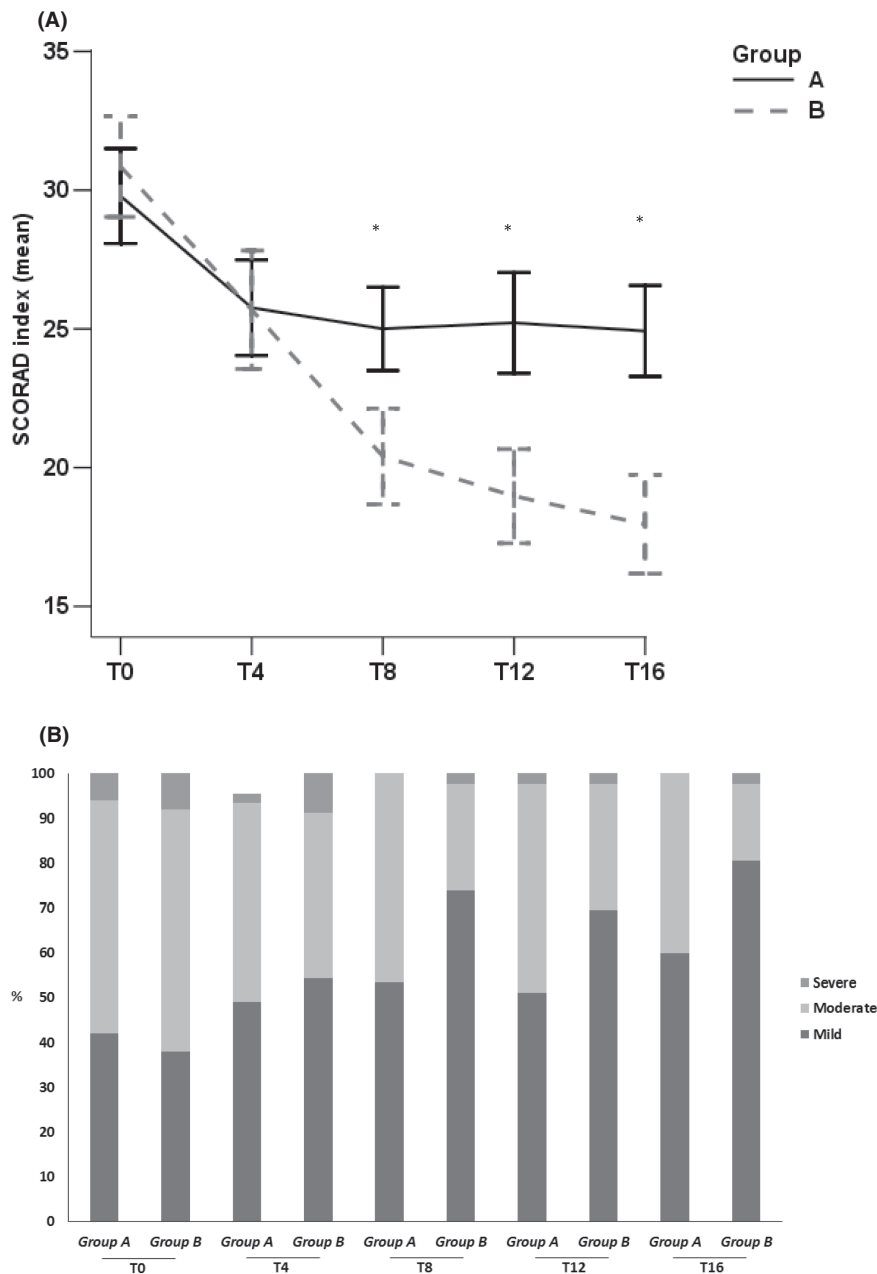 (A)
35
30
25
20
15
SCORAD index (mean)
Group
A
B
*
*
*
T0
T4
T8
T12
T16
(B)
100
90
80
70
60
50
40
30
20
10
0
%
Severe
Moderate
Mild
Group A Group B Group A Group B Group A Group B Group A Group B Group A Group B
T0 T4 T8 T12 T16